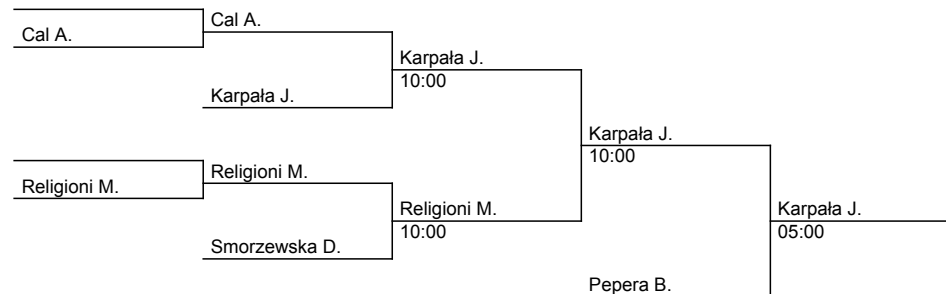 Cal A.
Cal A.
Karpała J.
10:00
Karpała J.
Karpała J.
10:00
Religioni M.
Religioni M.
Religioni M.
10:00
Karpała J.
05:00
Smorzewska D.
Pepera B.